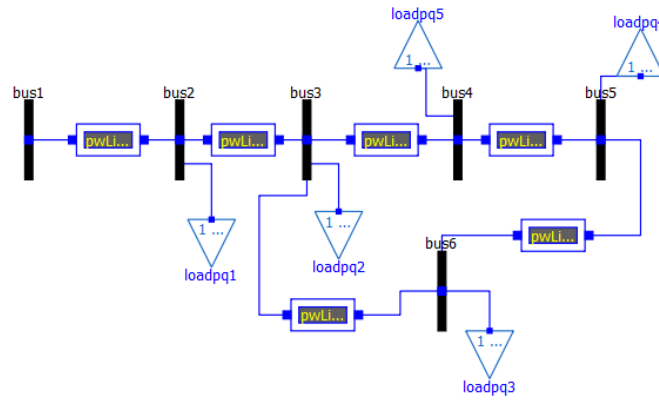 loadpq5
1 ...
loadpq4
1 ...
bus1
bus2
bus3
bus4
bus5
pwLi...
pwLi...
pwLi...
pwLi...
1 ...
loadpq1
1 ...
loadpq2
bus6
pwLi...
pwLi...
1 ...
loadpq3